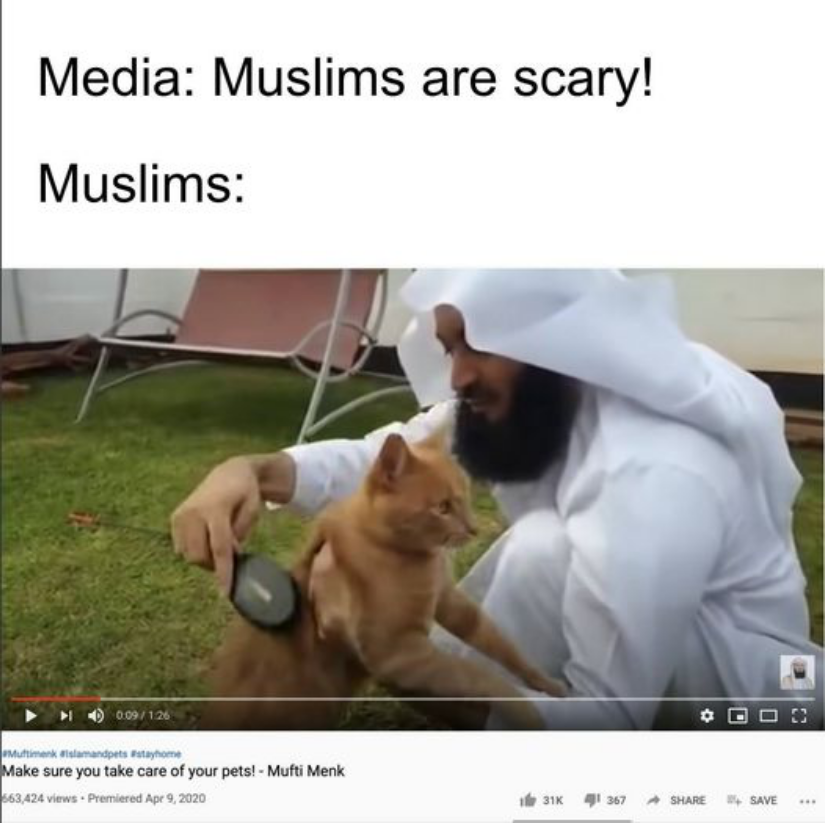 Media: Muslims are scary!
Muslims:
0:09 / 1:26
#Muftimenk #Islamandpets #stayhome
Make sure you take care of your pets! - Mufti Menk
663,424 views • Premiered Apr 9, 2020
31K 367 SHARE SAVE